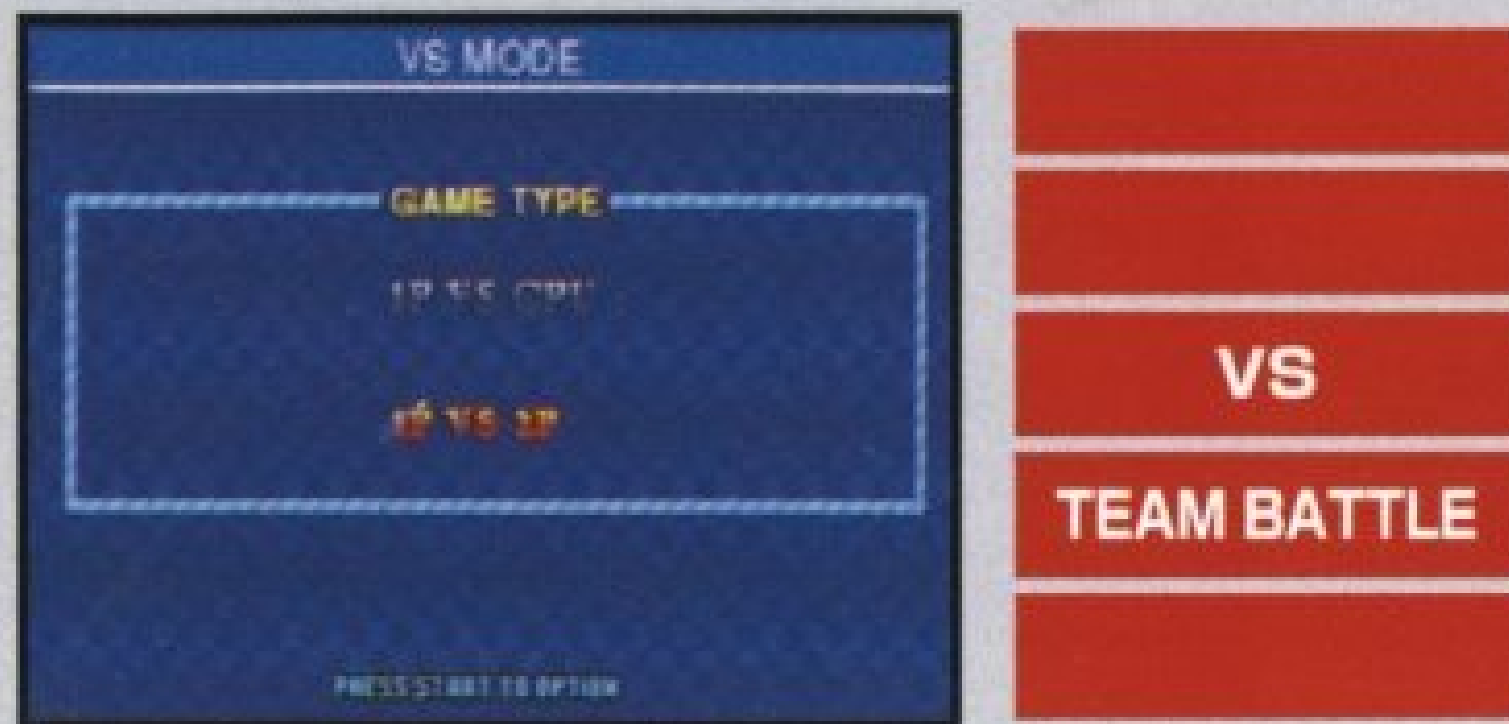 VS MODE
GAME TYPE
1P VS CPU
1P VS 2P
PRESS START TO OPTION
VS
TEAM BATTLE